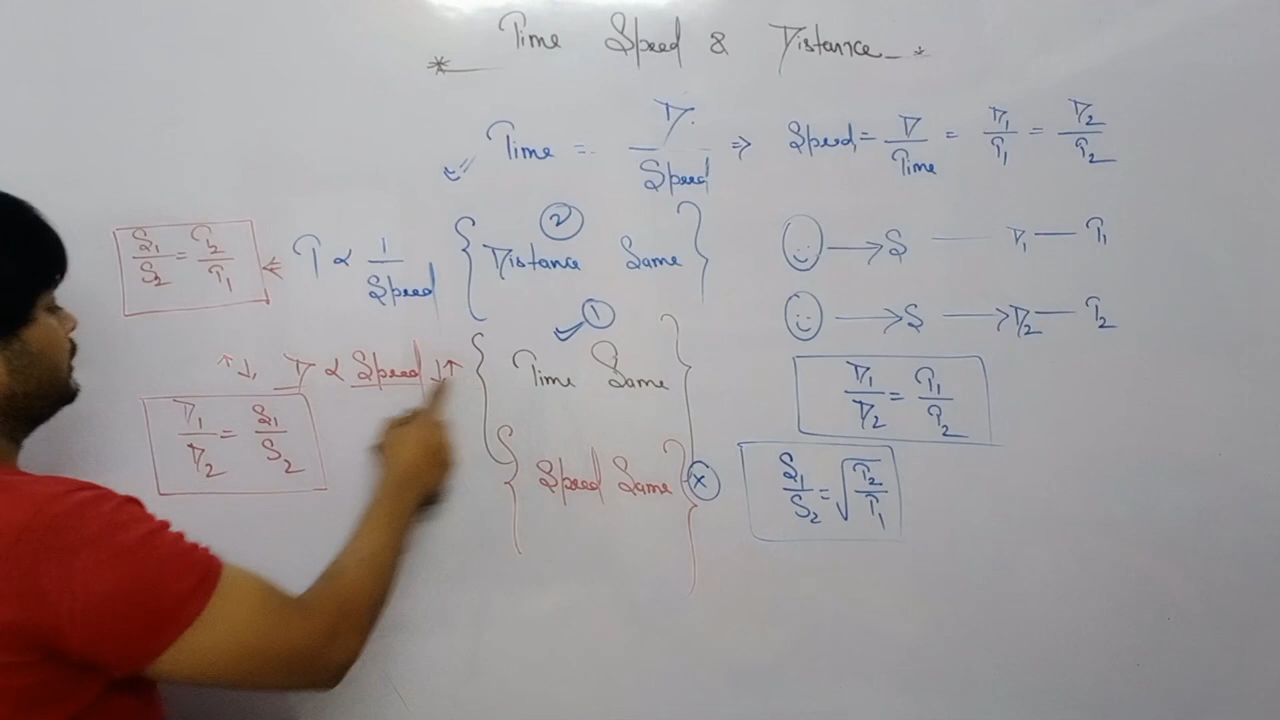 * Time Speed & Distance *
Time = D / Speed ⇒ Speed = D / Time = D₁ / T₁ = D₂ / T₂
S₁ / S₂ = T₂ / T₁ ⇐ T ∝ 1 / Speed { Distance Same } 2
→ S — D₁ — T₁
1
→ S → D₂ — T₂
↑↓ D ∝ Speed ↓↑ { Time Same }
D₁ / D₂ = T₁ / T₂
D₁ / D₂ = S₁ / S₂
{ Speed Same } x
S₁ / S₂ = √T₂ / T₁